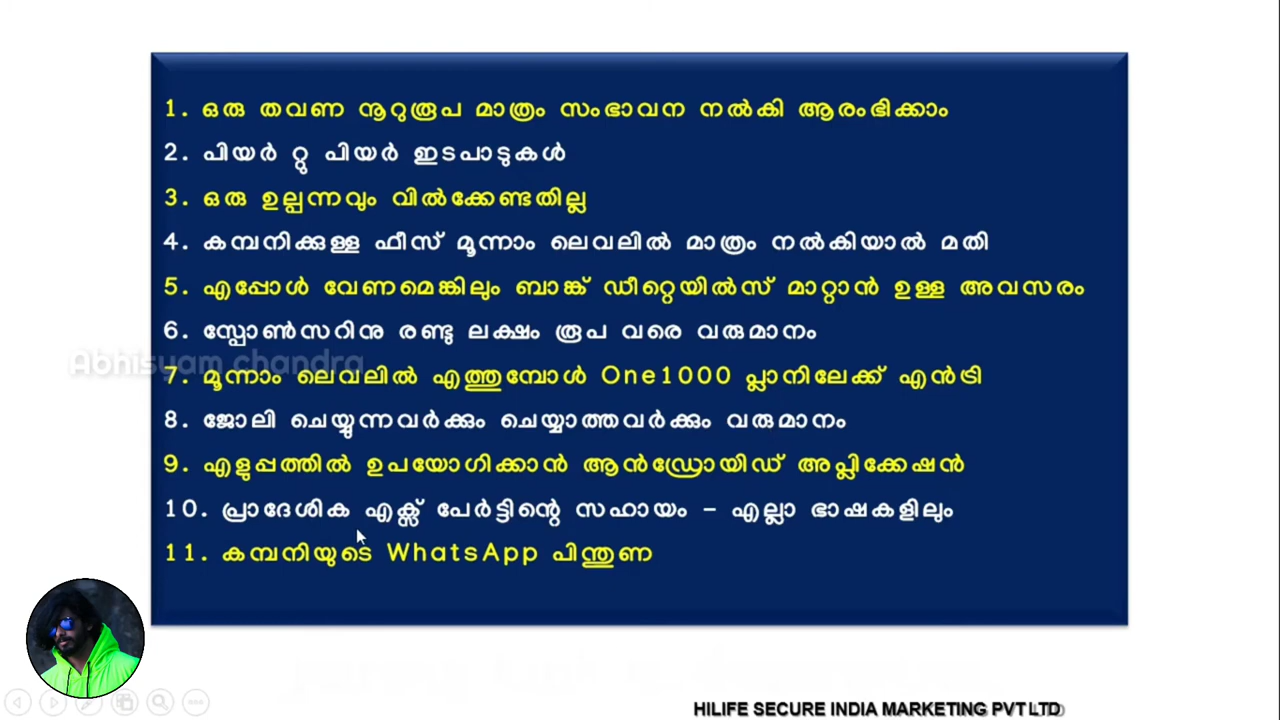 1. ഒരു തവണ നൂറുരൂപ മാത്രം സംഭാവന നൽകി ആരംഭിക്കാം
2. പിയർ റ്റു പിയർ ഇടപാടുകൾ
3. ഒരു ഉല്പന്നവും വിൽക്കേണ്ടതില്ല
4. കമ്പനിക്കുള്ള ഫീസ് മൂന്നാം ലെവലിൽ മാത്രം നൽകിയാൽ മതി
5. എപ്പോൾ വേണമെങ്കിലും ബാങ്ക് ഡീറ്റെയിൽസ് മാറ്റാൻ ഉള്ള അവസരം
6. സ്പോൺസറിനു രണ്ടു ലക്ഷം രൂപ വരെ വരുമാനം
Abhisyam chandra
7. മൂന്നാം ലെവലിൽ എത്തുമ്പോൾ One1000 പ്ലാനിലേക്ക് എൻട്രി
8. ജോലി ചെയ്യുന്നവർക്കും ചെയ്യാത്തവർക്കും വരുമാനം
9. എളുപ്പത്തിൽ ഉപയോഗിക്കാൻ ആൻഡ്രോയിഡ് അപ്ലിക്കേഷൻ
10. പ്രാദേശിക എക്സ് പേർട്ടിന്റെ സഹായം - എല്ലാ ഭാഷകളിലും
11. കമ്പനിയുടെ WhatsApp പിന്തുണ
HILIFE SECURE INDIA MARKETING PVT LTD